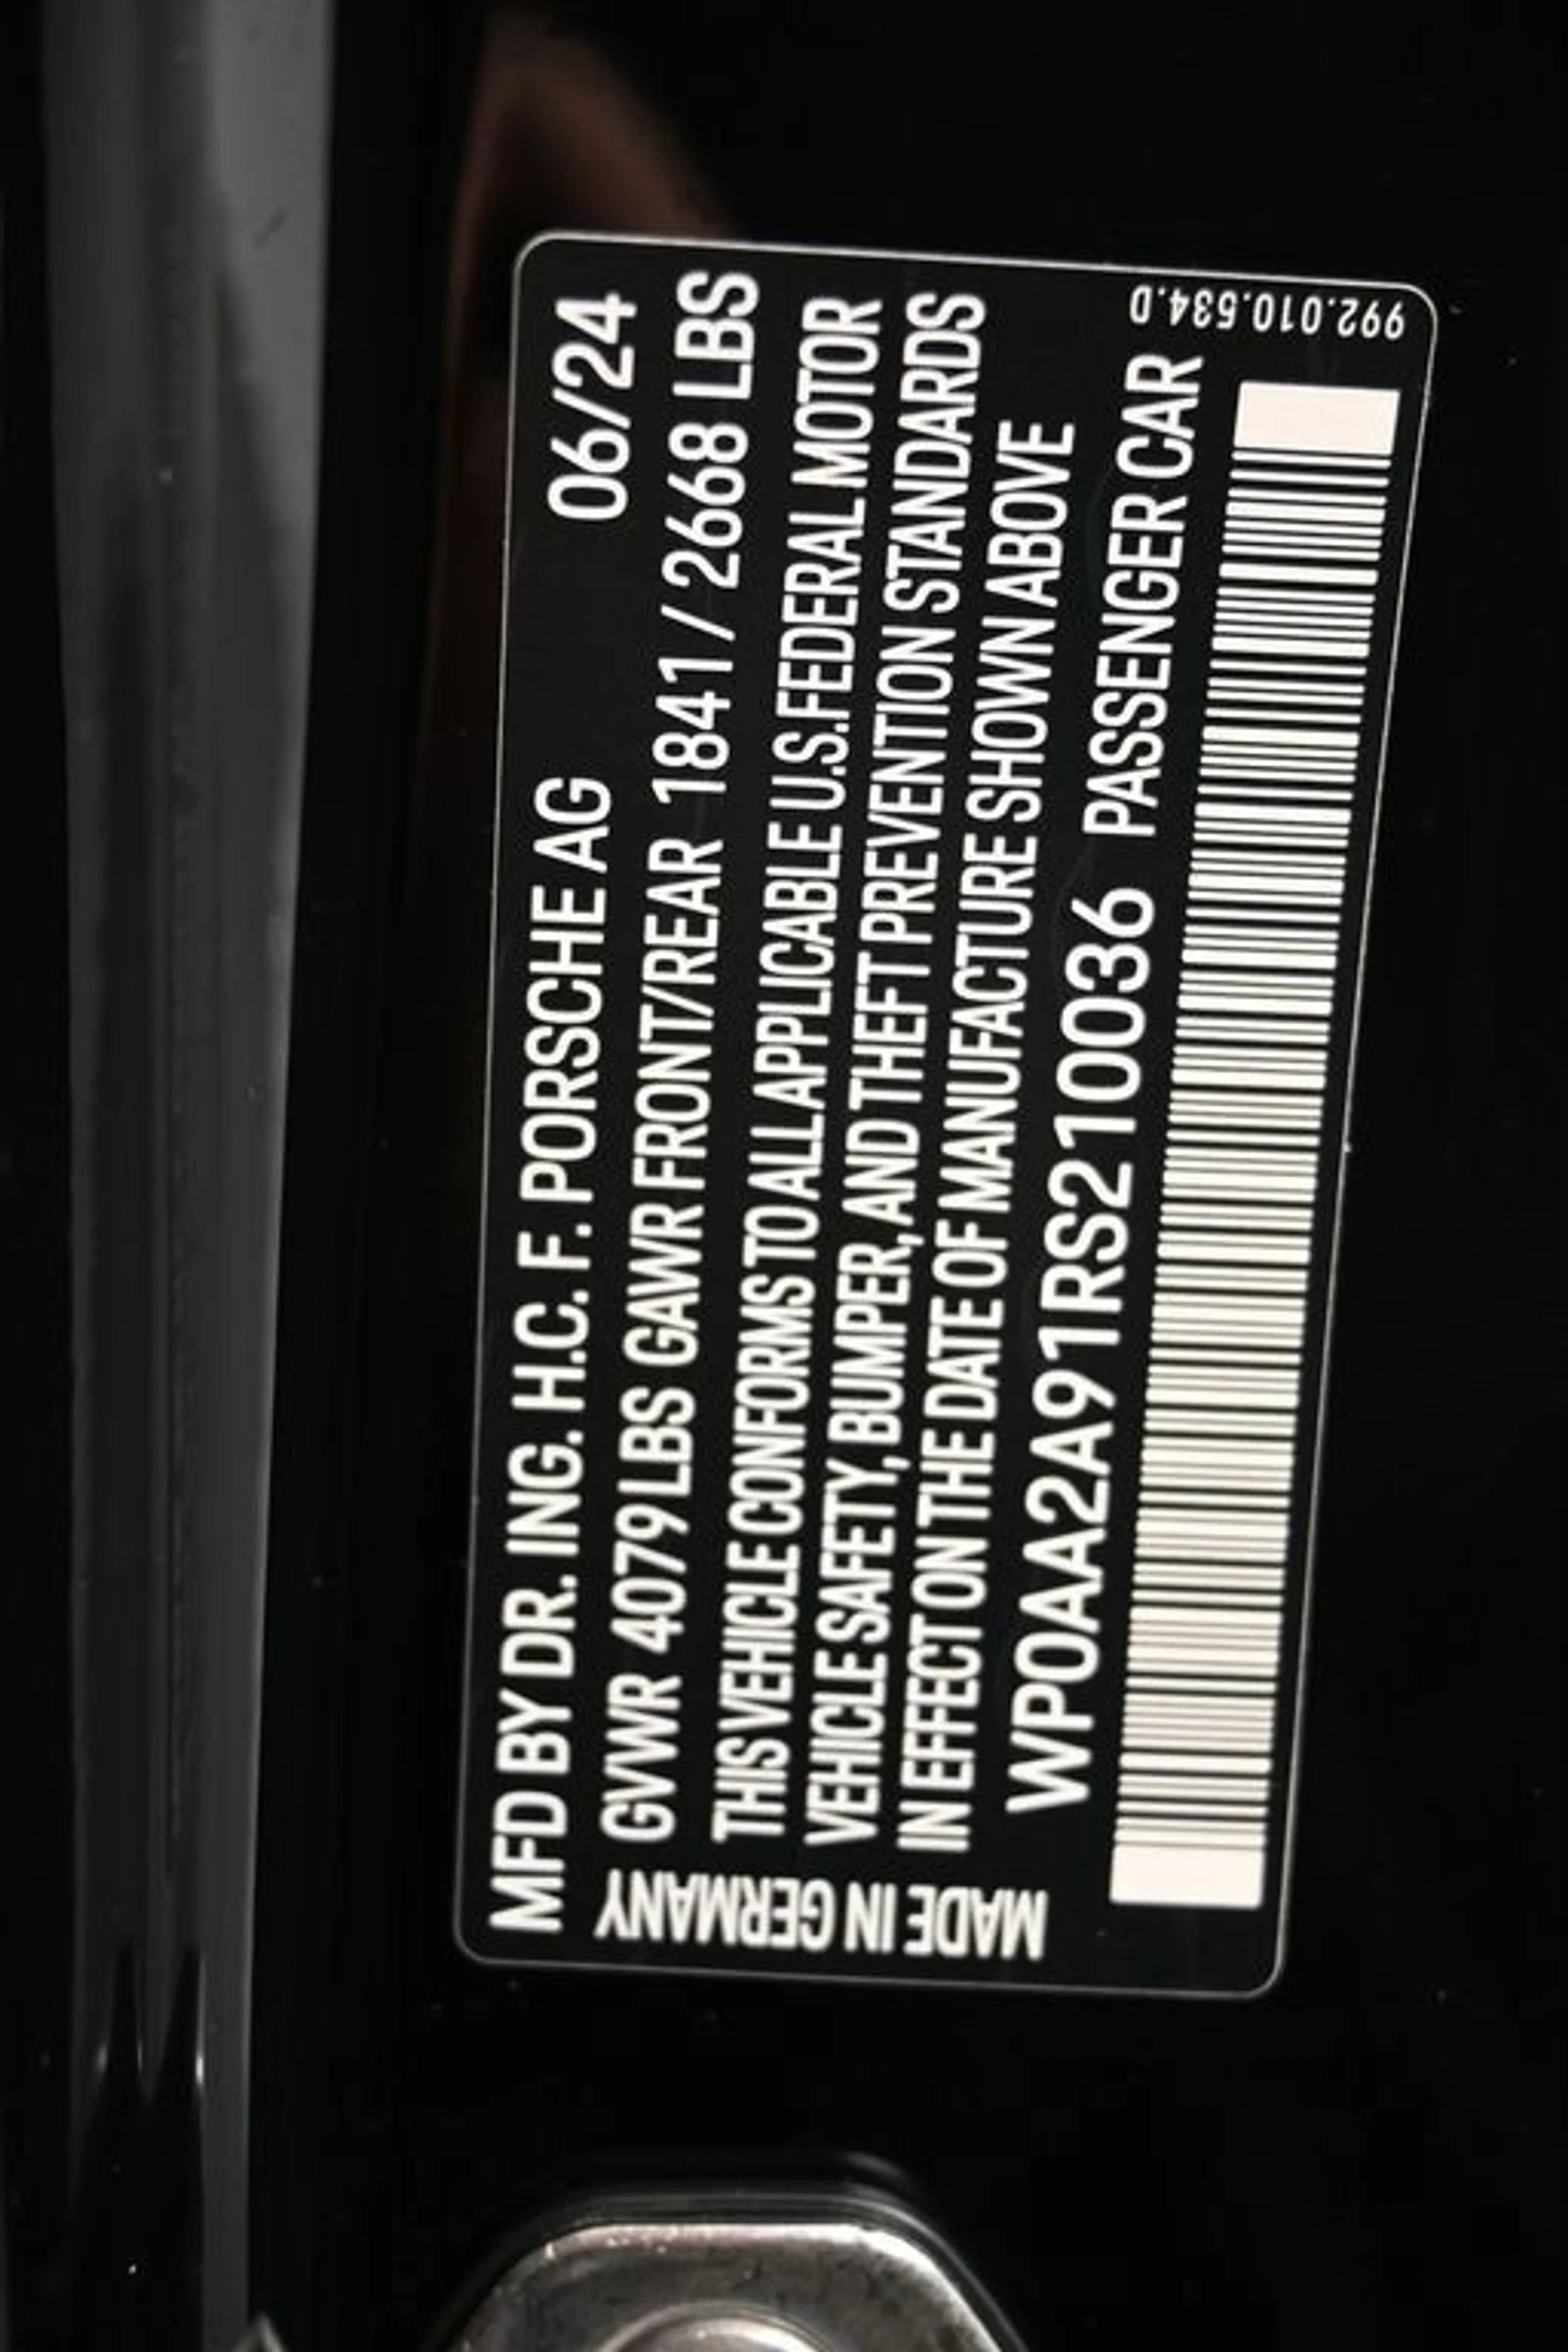 MFD BY DR. ING. H.C. F. PORSCHE AG 06/24
GVWR 4079 LBS GAWR FRONT/REAR 1841 / 2668 LBS
THIS VEHICLE CONFORMS TO ALL APPLICABLE U.S. FEDERAL MOTOR
VEHICLE SAFETY, BUMPER, AND THEFT PREVENTION STANDARDS
IN EFFECT ON THE DATE OF MANUFACTURE SHOWN ABOVE
WP0AA2A91RS210036 PASSENGER CAR
MADE IN GERMANY
992.010.534.D